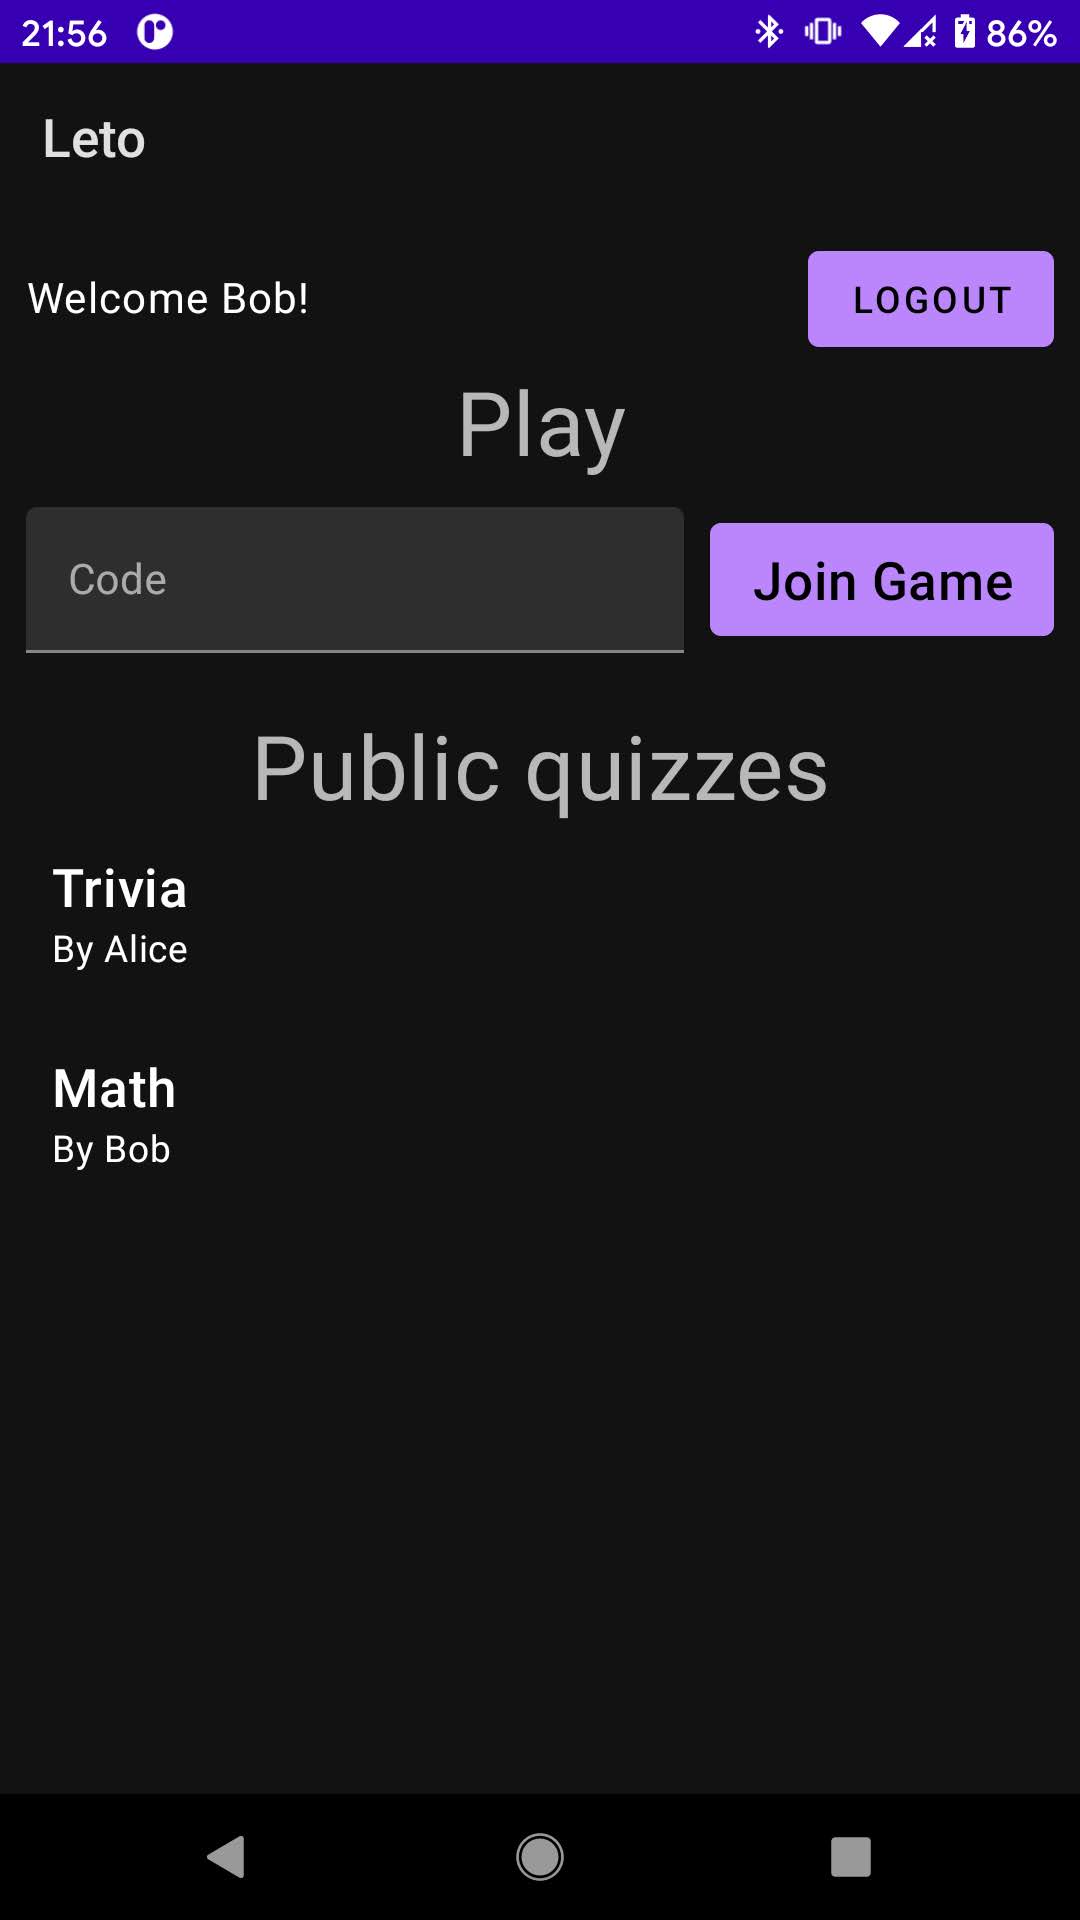 21:56 86%
Leto
Welcome Bob! LOGOUT
Play
Code Join Game
Public quizzes
Trivia
By Alice
Math
By Bob